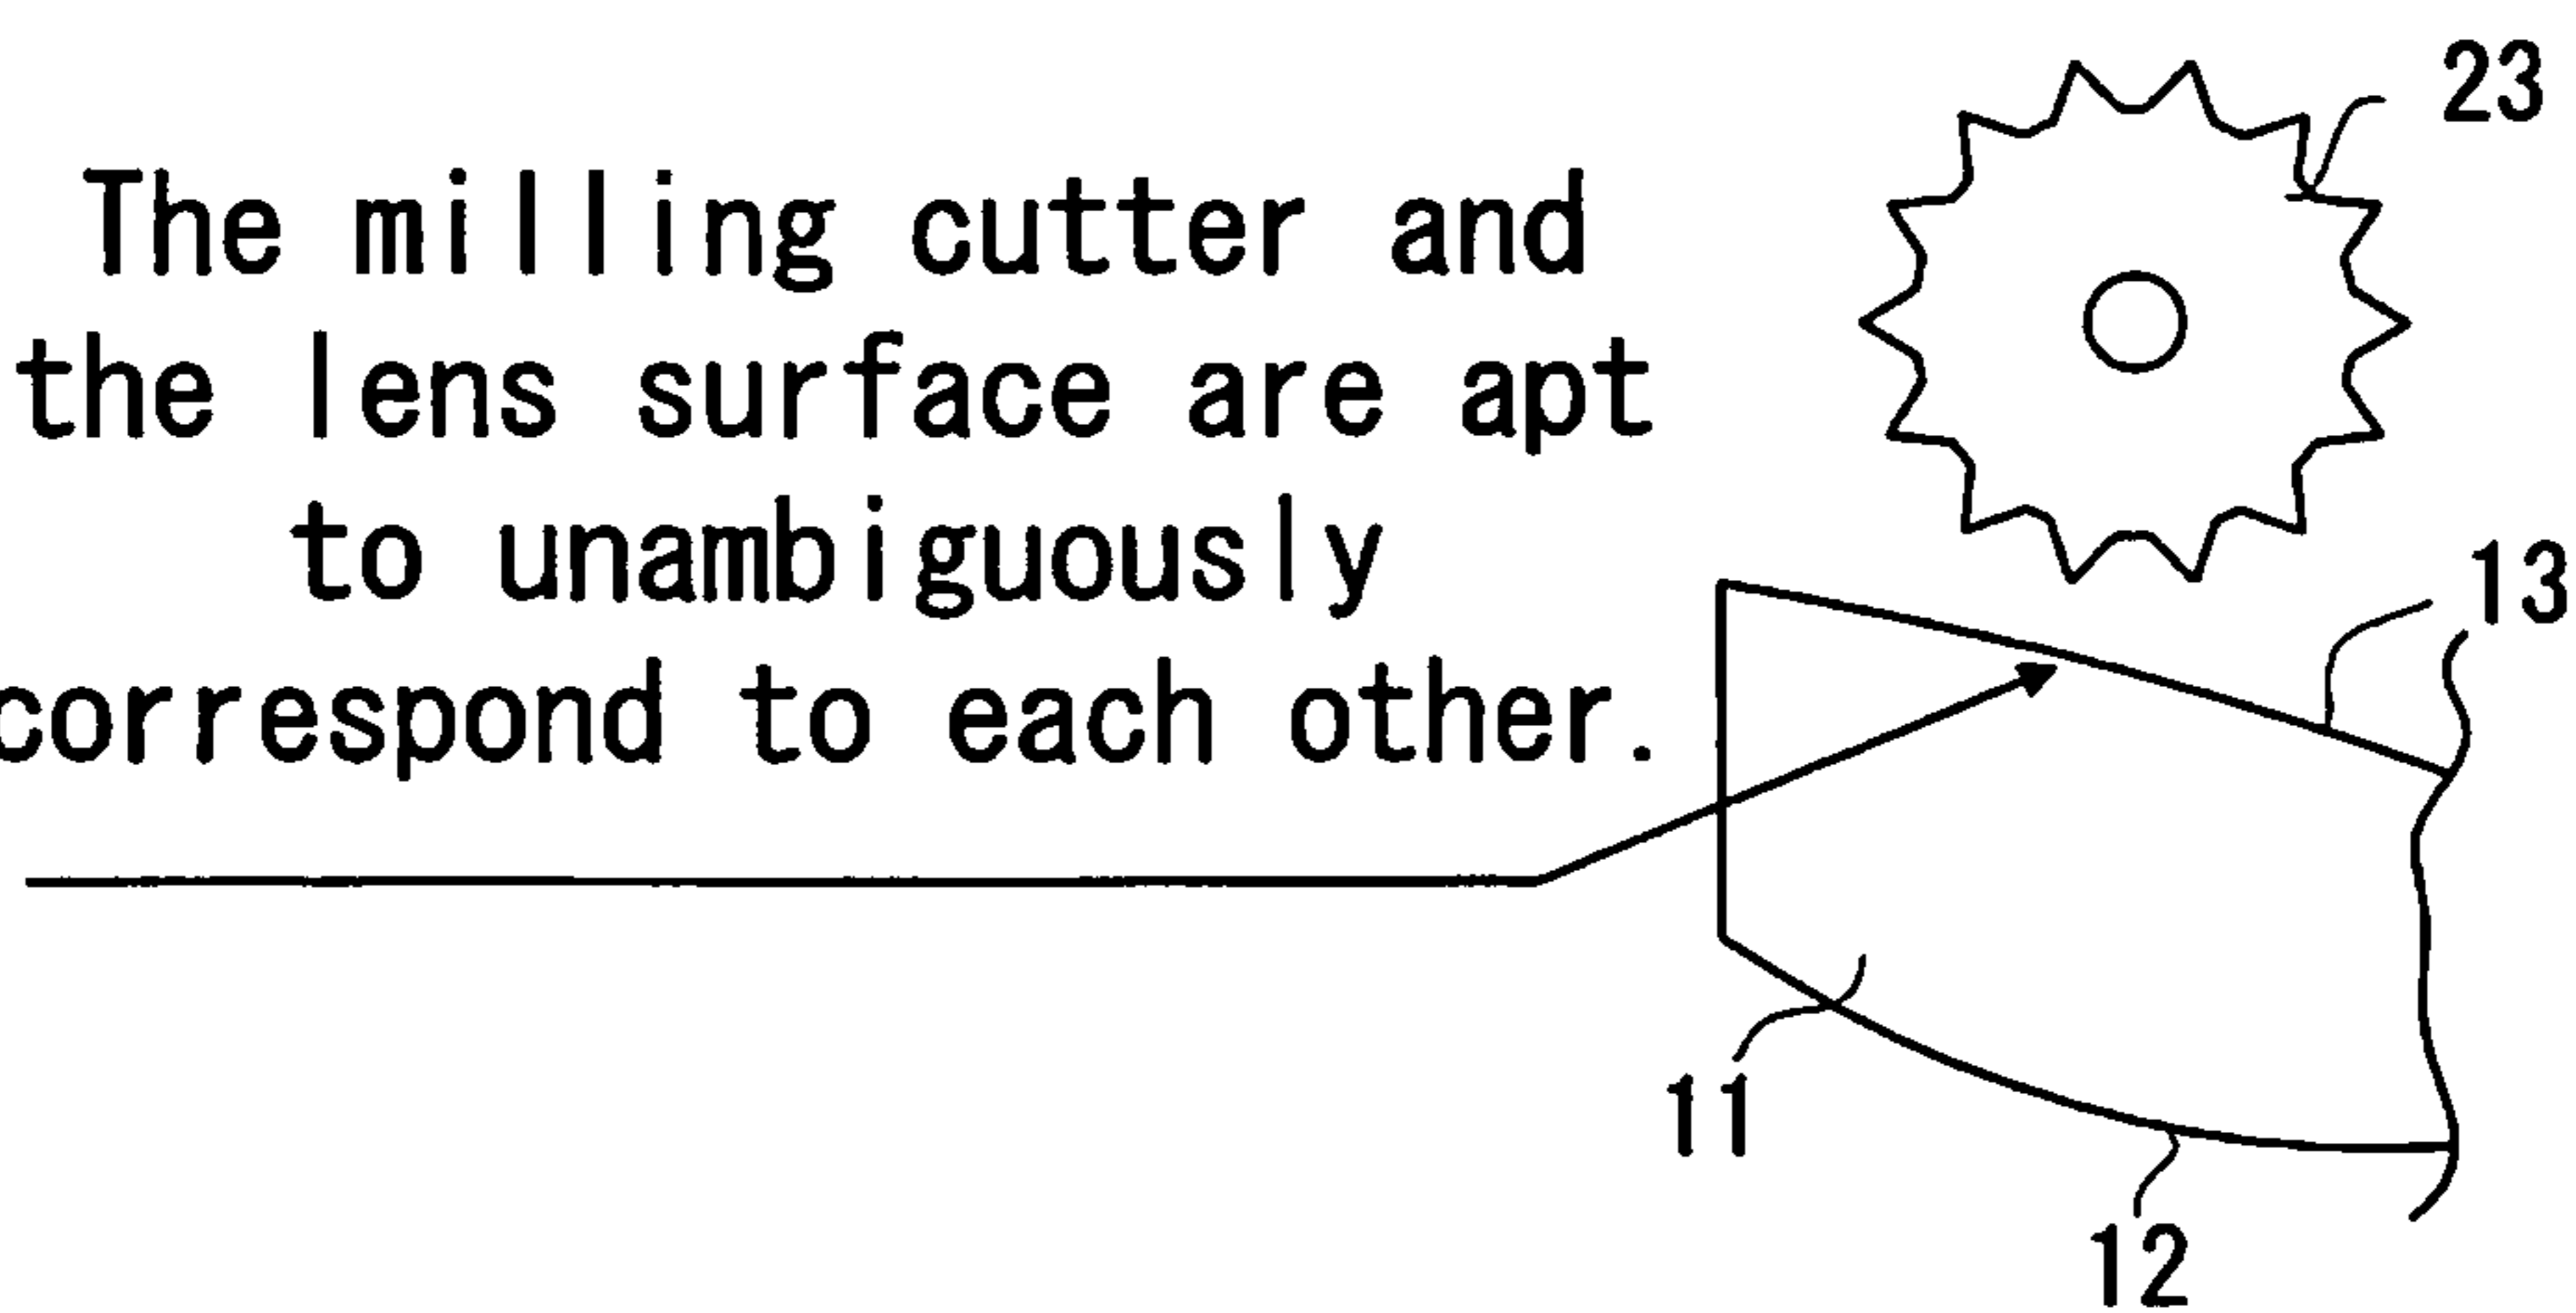 The milling cutter and
the lens surface are apt
to unambiguously
correspond to each other.
23
13
11
12